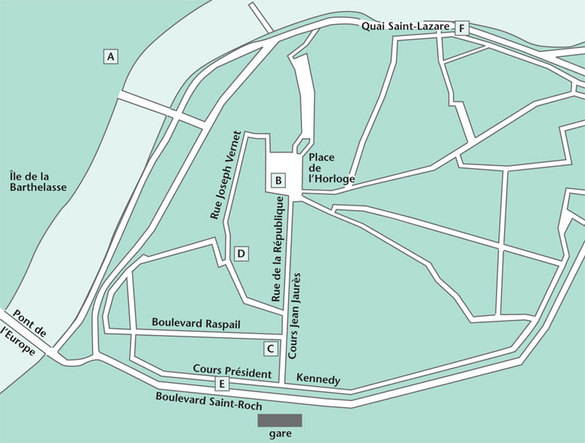 Quai Saint-Lazare
F
A
Île de la
Barthelasse
Rue Joseph Vernet
Place
de
l'Horloge
B
Rue de la République
D
Pont de
l'Europe
Boulevard Raspail
C
Cours Jean Jaurès
Cours Président
Kennedy
E
Boulevard Saint-Roch
gare